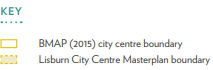 KEY
BMAP (2015) city centre boundary
Lisburn City Centre Masterplan boundary